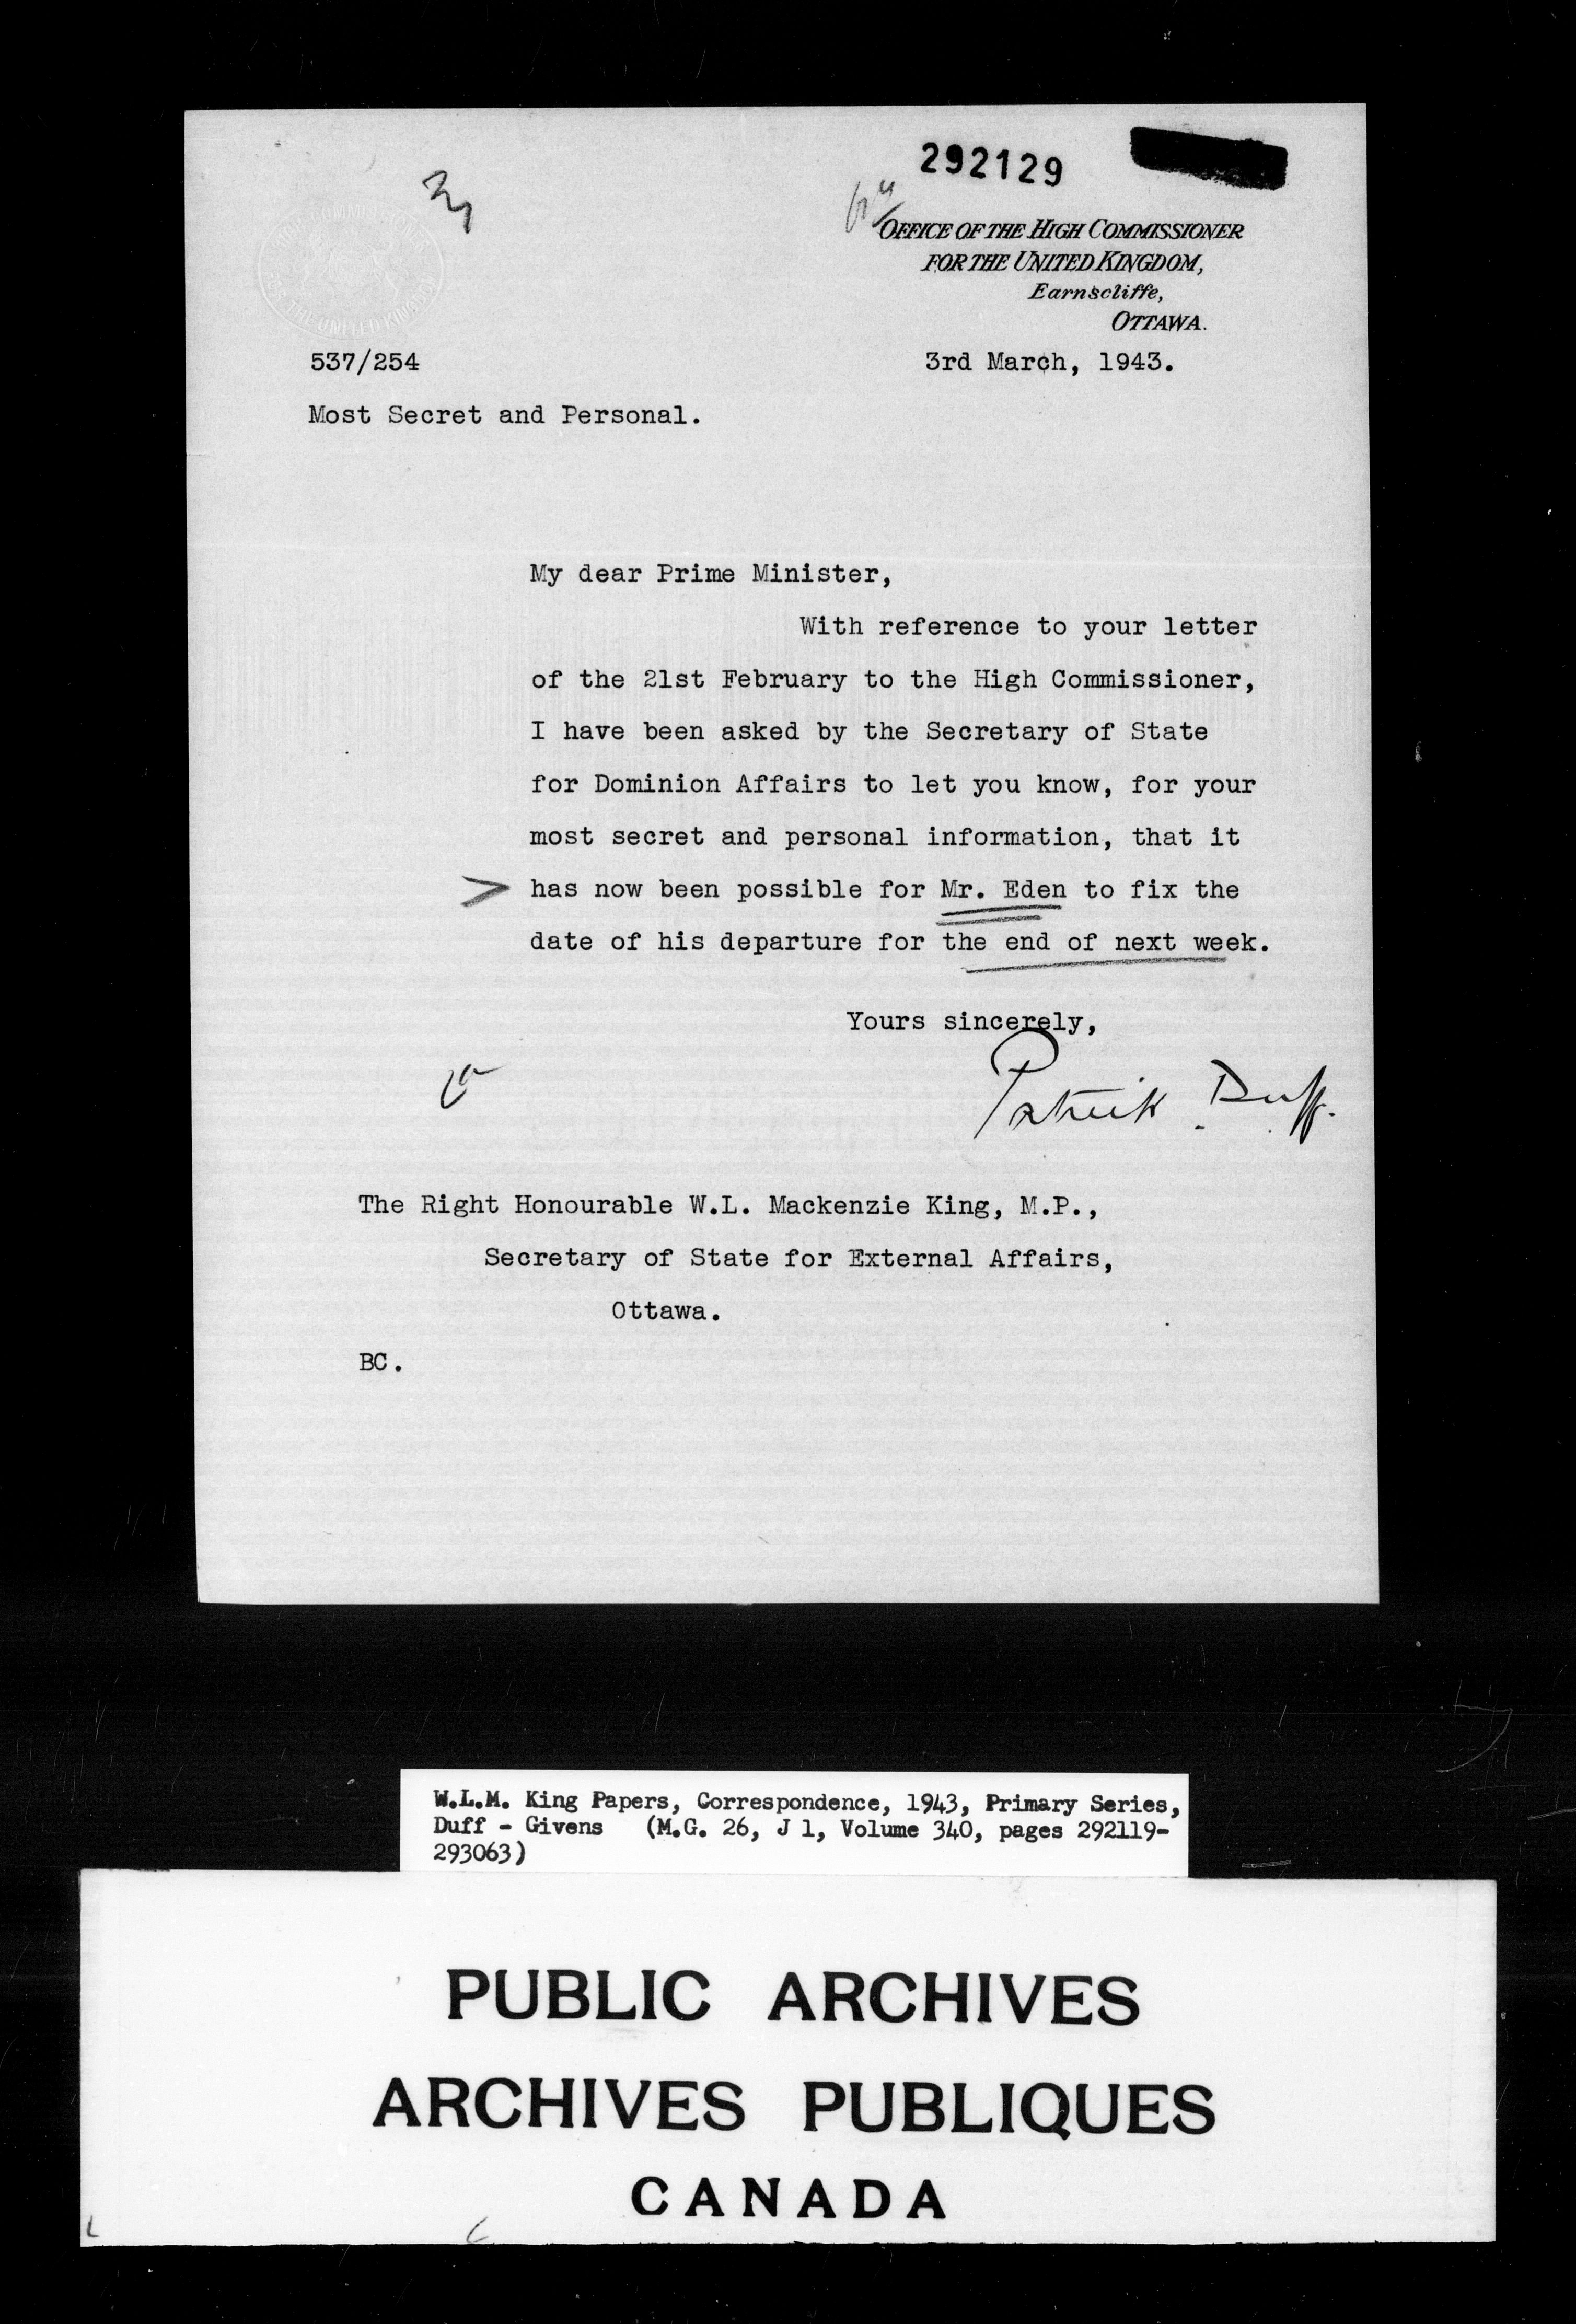 292129
OFFICE OF THE HIGH COMMISSIONER
FOR THE UNITED KINGDOM,
Earnscliffe,
OTTAWA.
537/254
3rd March, 1943.
Most Secret and Personal.
My dear Prime Minister,
With reference to your letter
of the 21st February to the High Commissioner,
I have been asked by the Secretary of State
for Dominion Affairs to let you know, for your
most secret and personal information, that it
has now been possible for Mr. Eden to fix the
date of his departure for the end of next week.
Yours sincerely,
Patrick Duff.
The Right Honourable W.L. Mackenzie King, M.P.,
Secretary of State for External Affairs,
Ottawa.
BC.
W.L.M. King Papers, Correspondence, 1943, Primary Series,
Duff - Givens (M.G. 26, J 1, Volume 340, pages 292119-
293063)
PUBLIC ARCHIVES
ARCHIVES PUBLIQUES
CANADA